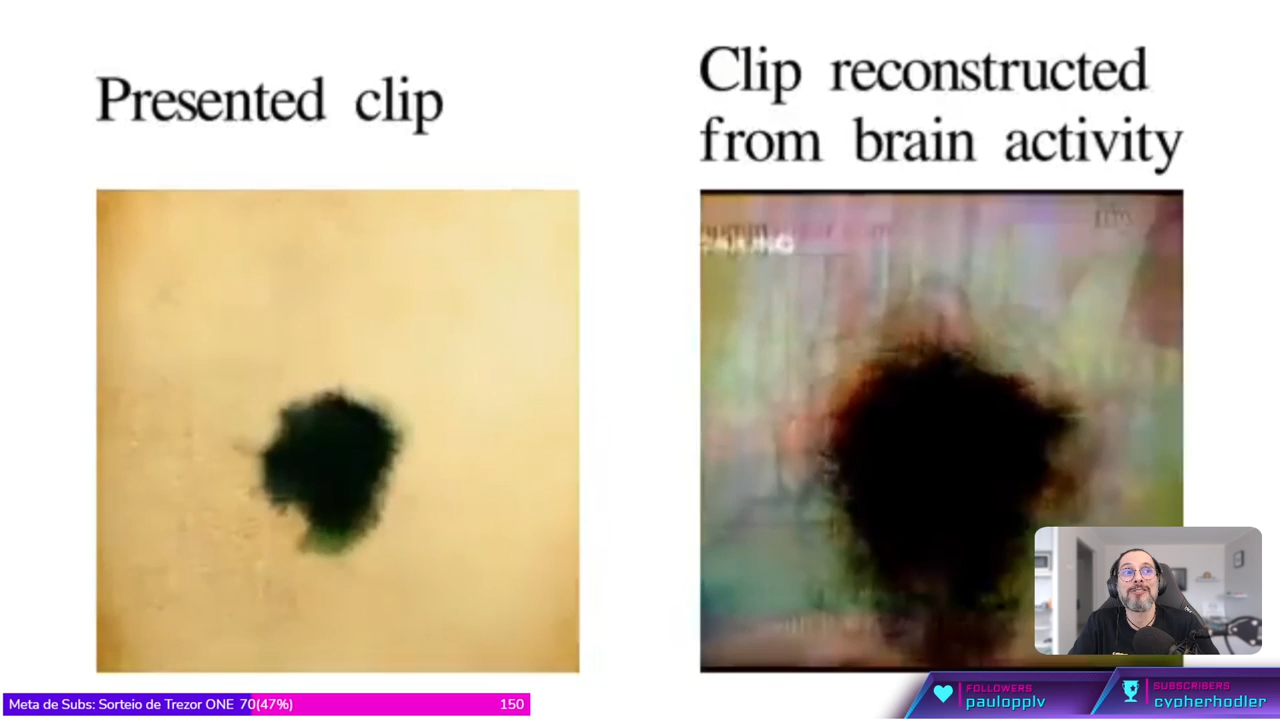 Presented clip
Clip reconstructed
from brain activity
Meta de Subs: Sorteio de Trezor ONE 70(47%) 150
FOLLOWERS
paulopplv
SUBSCRIBERS
cypherhodler